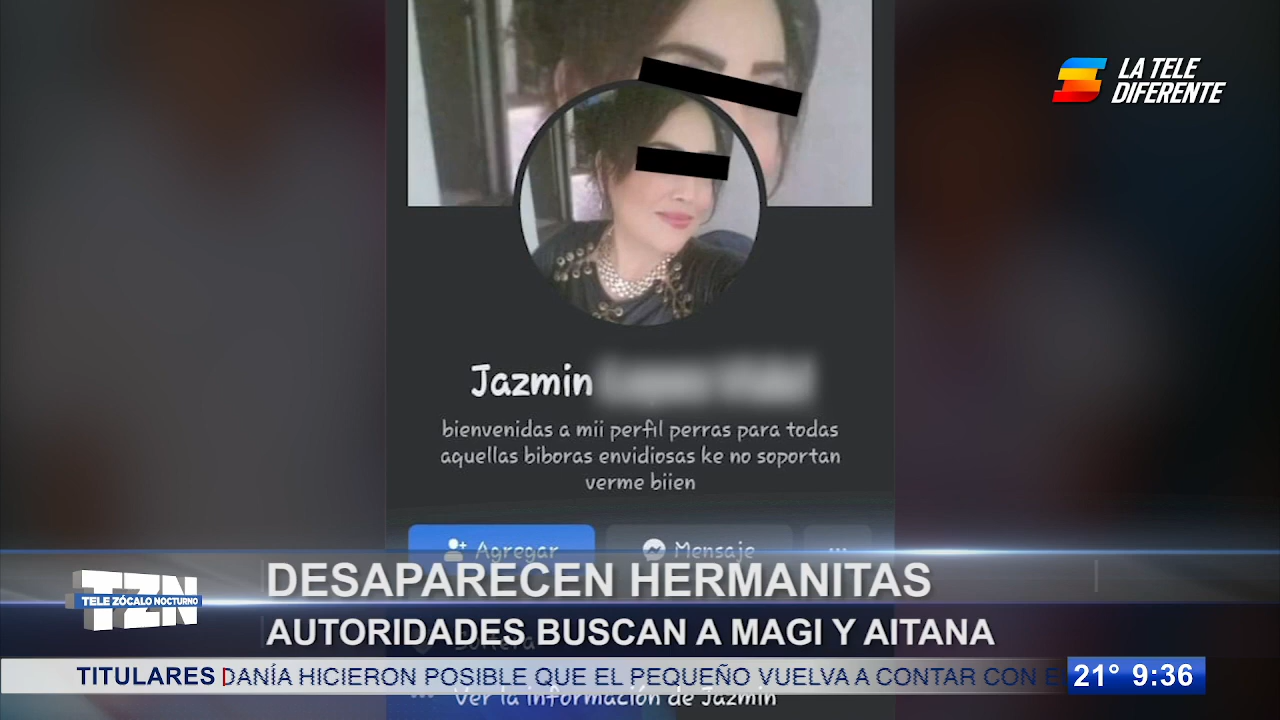 LA TELE
DIFERENTE
Jazmin
bienvenidas a mii perfil perras para todas
aquellas biboras envidiosas ke no soportan
verme biien
Agregar
Mensaje
TZN
TELE ZÓCALO NOCTURNO
DESAPARECEN HERMANITAS
AUTORIDADES BUSCAN A MAGI Y AITANA
Soltera
TITULARES DANÍA HICIERON POSIBLE QUE EL PEQUEÑO VUELVA A CONTAR CON E
21° 9:36
Ver la información de Jazmin